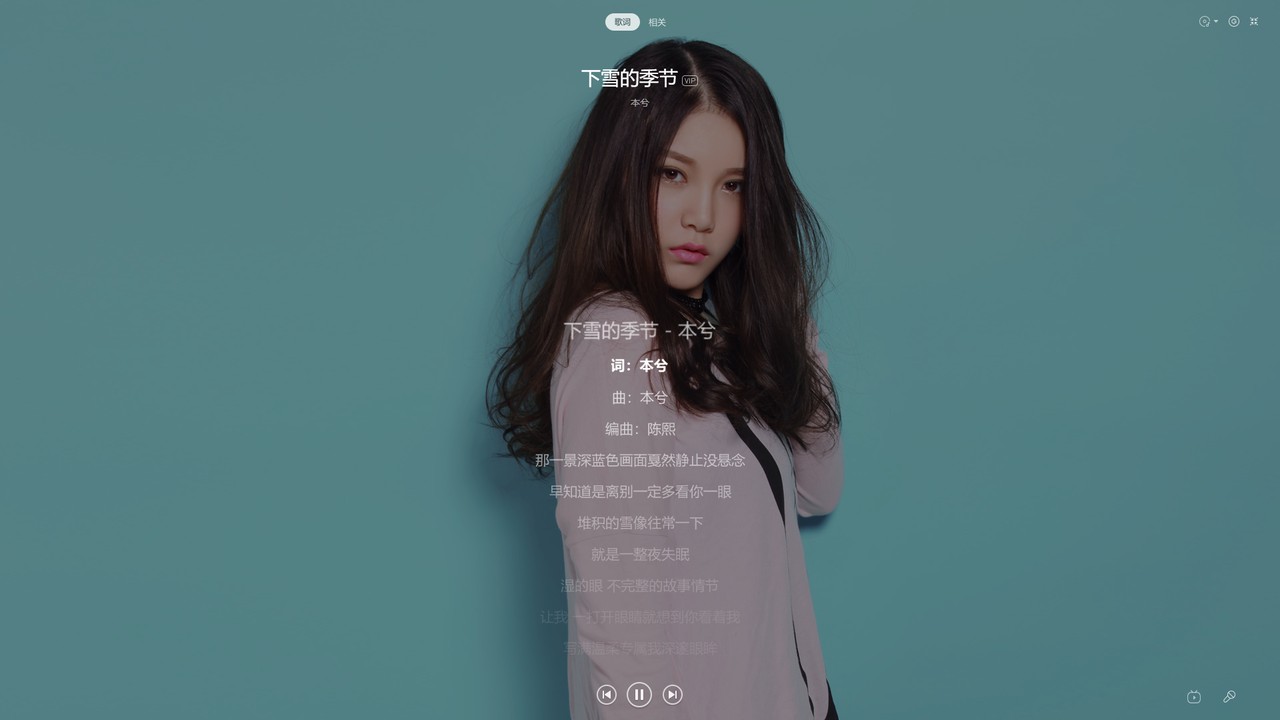 歌词 相关
下雪的季节 VIP
本兮
下雪的季节 - 本兮
词：本兮
曲：本兮
编曲：陈熙
那一景深蓝色画面戛然静止没悬念
早知道是离别一定多看你一眼
堆积的雪像往常一下
就是一整夜失眠
湿的眼 不完整的故事情节
让我一打开眼睛就想到你看着我